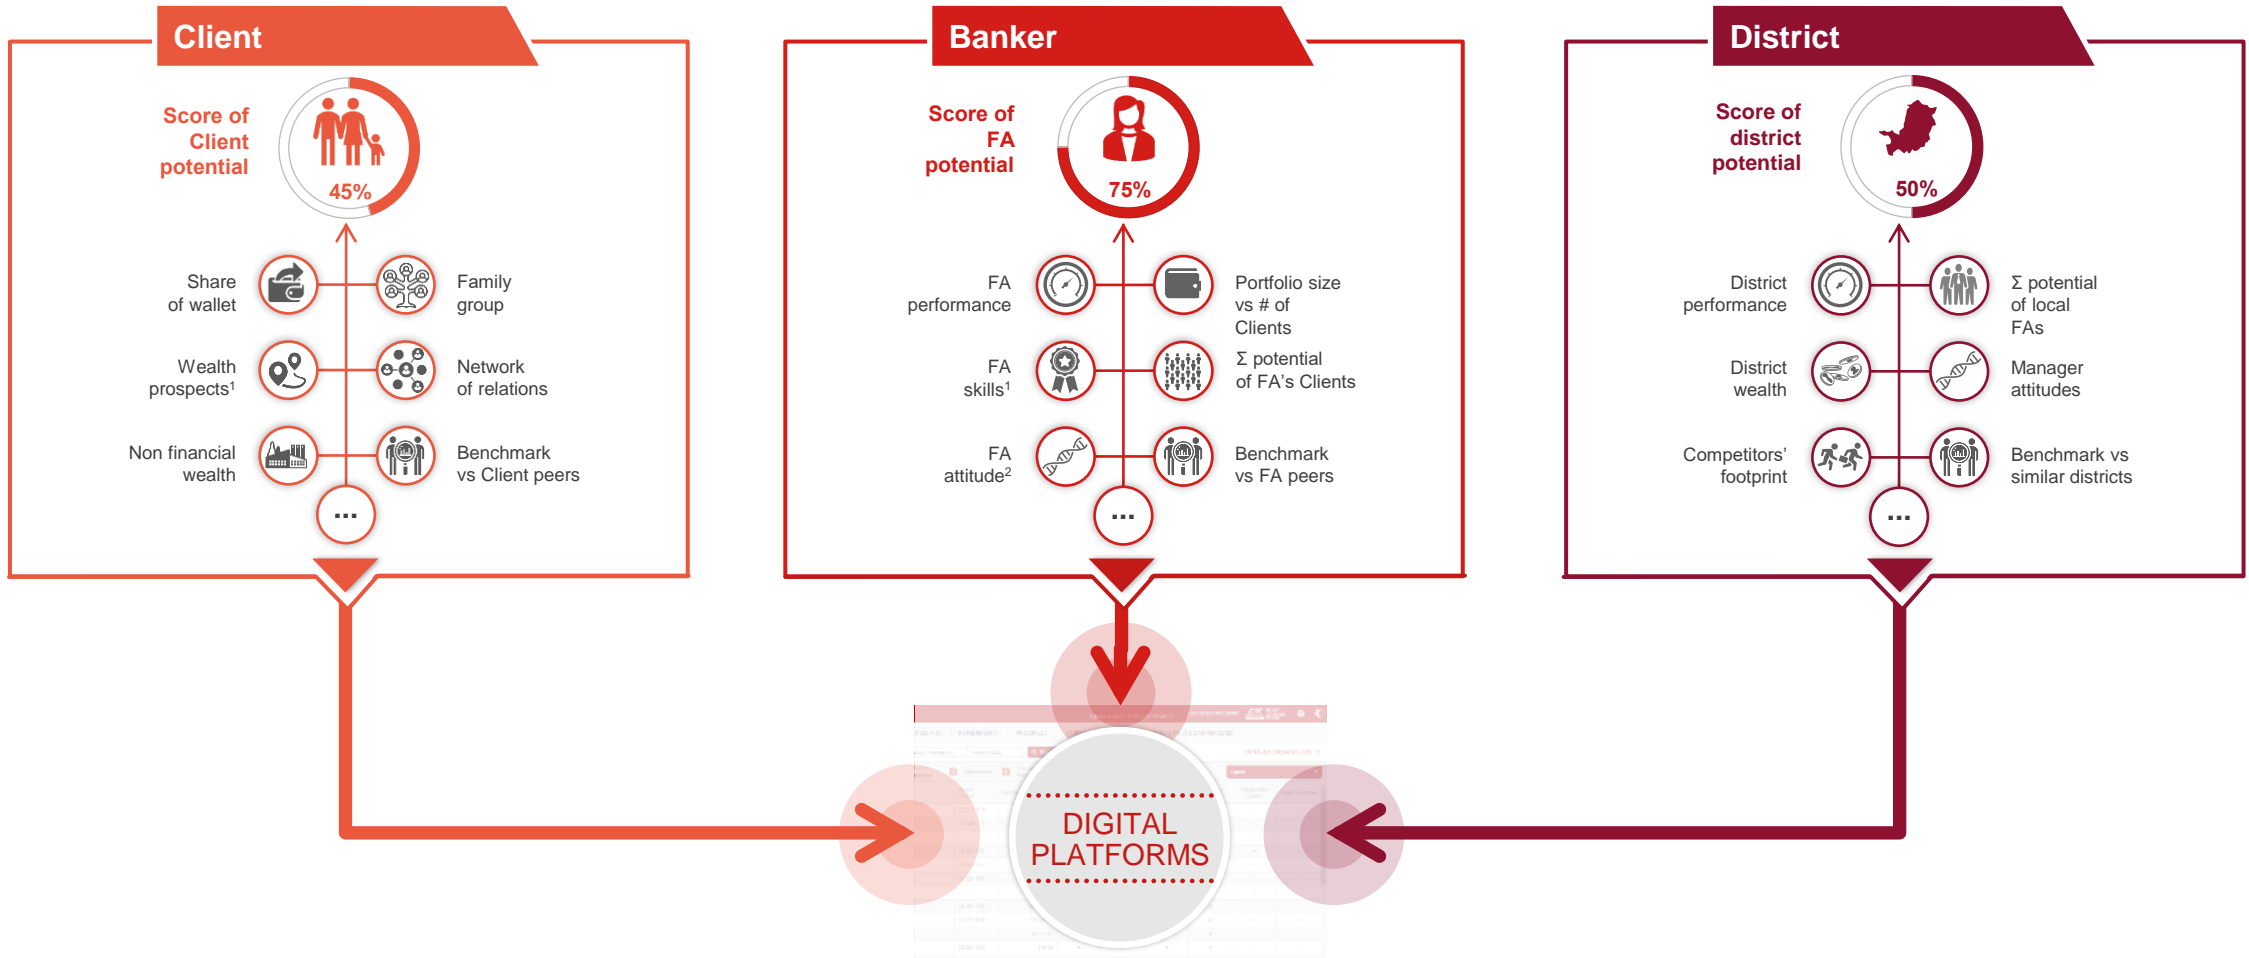 Client
Score of
Client
potential
45%
Share
of wallet
Family
group
Wealth
prospects¹
Network
of relations
Non financial
wealth
Benchmark
vs Client peers
...
Banker
Score of
FA
potential
75%
FA
performance
Portfolio size
vs # of
Clients
FA
skills¹
Σ potential
of FA's Clients
FA
attitude²
Benchmark
vs FA peers
...
District
Score of
district
potential
50%
District
performance
Σ potential
of local
FAs
District
wealth
Manager
attitudes
Competitors'
footprint
Benchmark vs
similar districts
...
DIGITAL
PLATFORMS